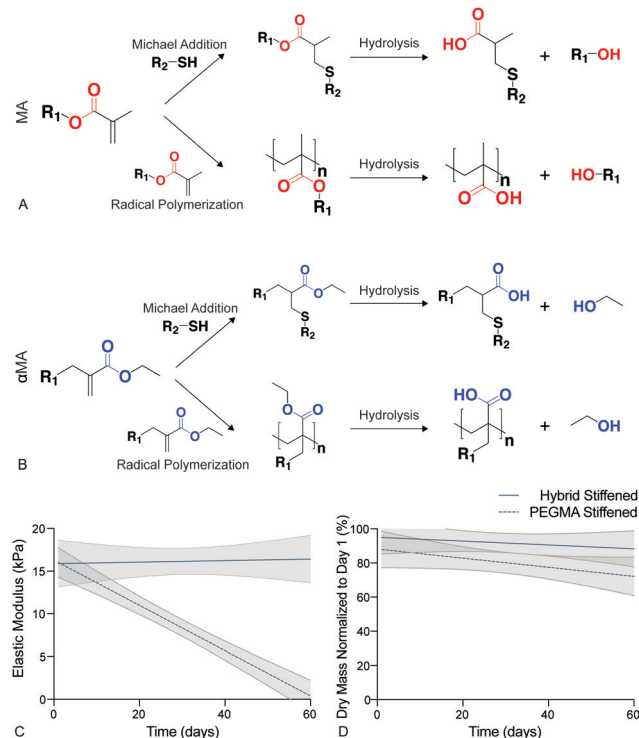 MA
Michael Addition
R₂–SH
Hydrolysis
R₁
O
O
R₁
O
O
S
R₂
HO
O
S
R₂
+
R₁–OH
R₁
O
O
Radical Polymerization
n
O
O
R₁
Hydrolysis
n
O
OH
+
HO–R₁
A
αMA
Michael Addition
R₂–SH
Hydrolysis
R₁
O
O
R₁
O
O
S
R₂
R₁
O
OH
S
R₂
+
HO
R₁
O
O
Radical Polymerization
O
O
n
R₁
Hydrolysis
HO
O
n
R₁
+
OH
B
Hybrid Stiffened
PEGMA Stiffened
Elastic Modulus (kPa)
20
15
10
5
0
0 20 40 60
Time (days)
C
Dry Mass Normalized to Day 1 (%)
100
80
60
40
20
0
0 20 40 60
Time (days)
D